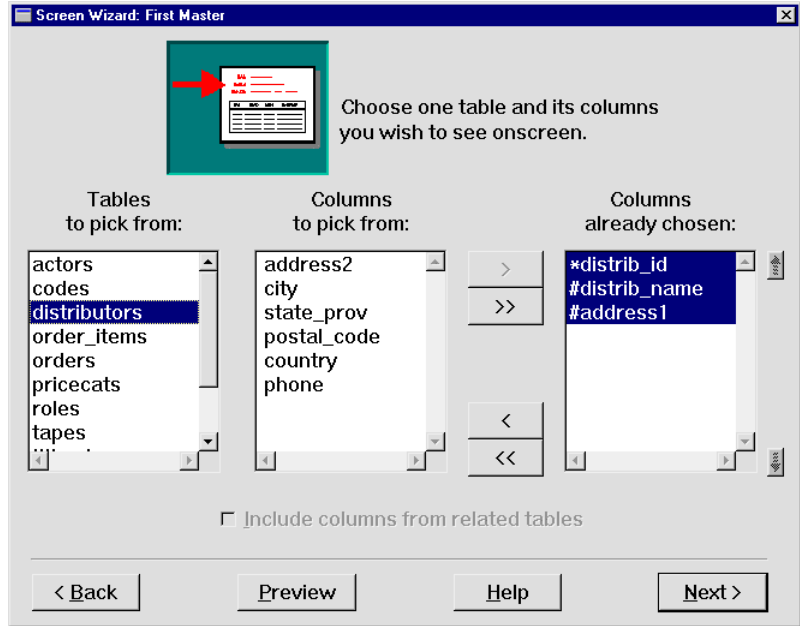 Screen Wizard: First Master
Choose one table and its columns
you wish to see onscreen.
Tables
to pick from:
Columns
to pick from:
Columns
already chosen:
actors
codes
distributors
order_items
orders
pricecats
roles
tapes
address2
city
state_prov
postal_code
country
phone
>
>>
<
<<
*distrib_id
#distrib_name
#address1
Include columns from related tables
< Back
Preview
Help
Next >